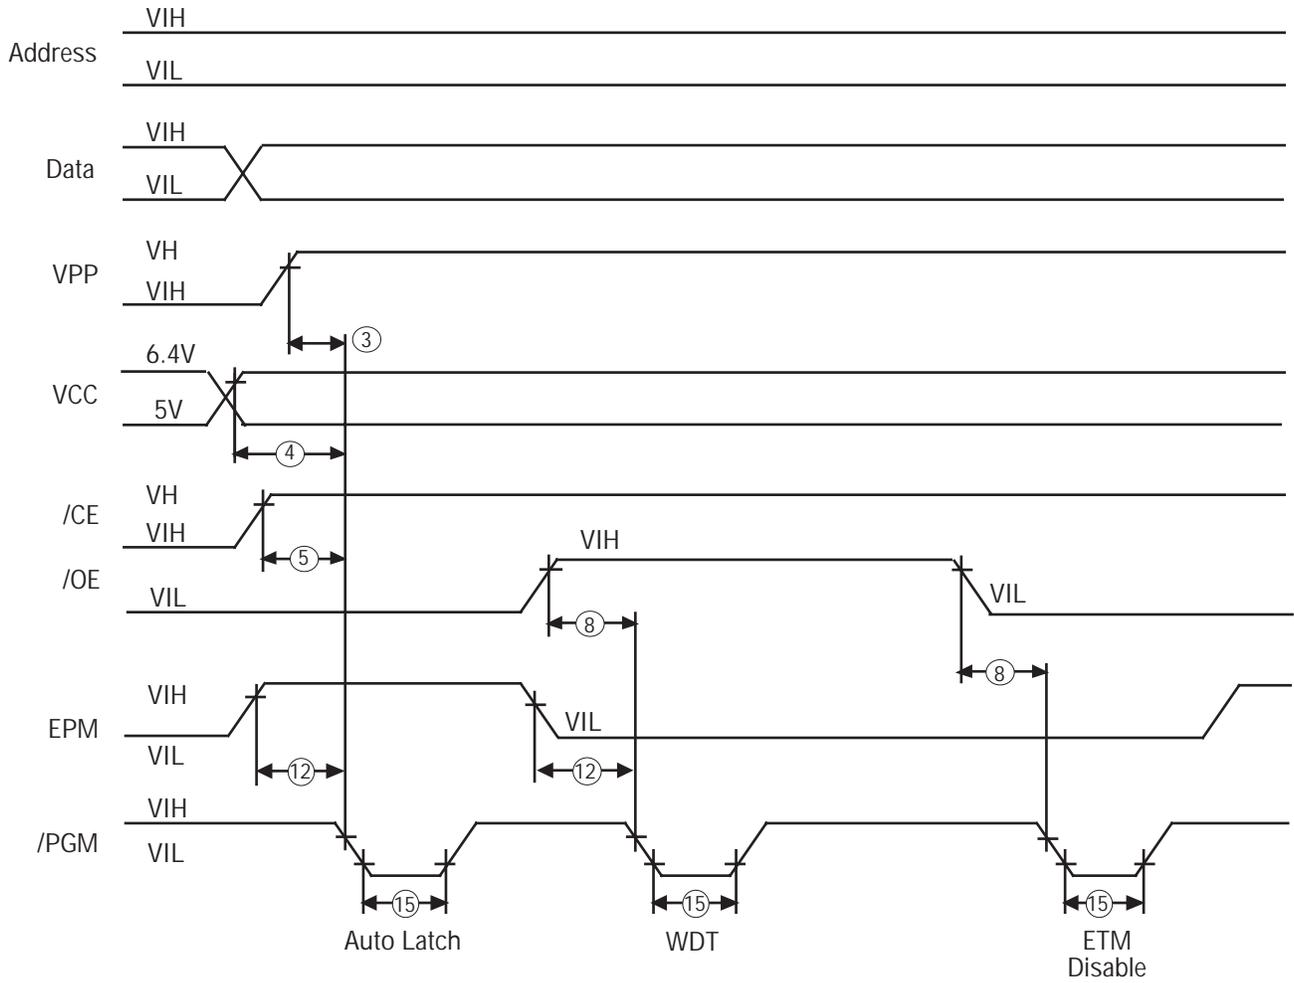 VIH
Address
VIL
VIH
Data
VIL
VH
VPP
VIH
3
6.4V
VCC
5V
4
VH
/CE
VIH
5
VIH
/OE
VIL
VIL
8
8
VIH
EPM
VIL
VIL
12
12
VIH
/PGM
VIL
15
15
15
Auto Latch
WDT
ETM
Disable